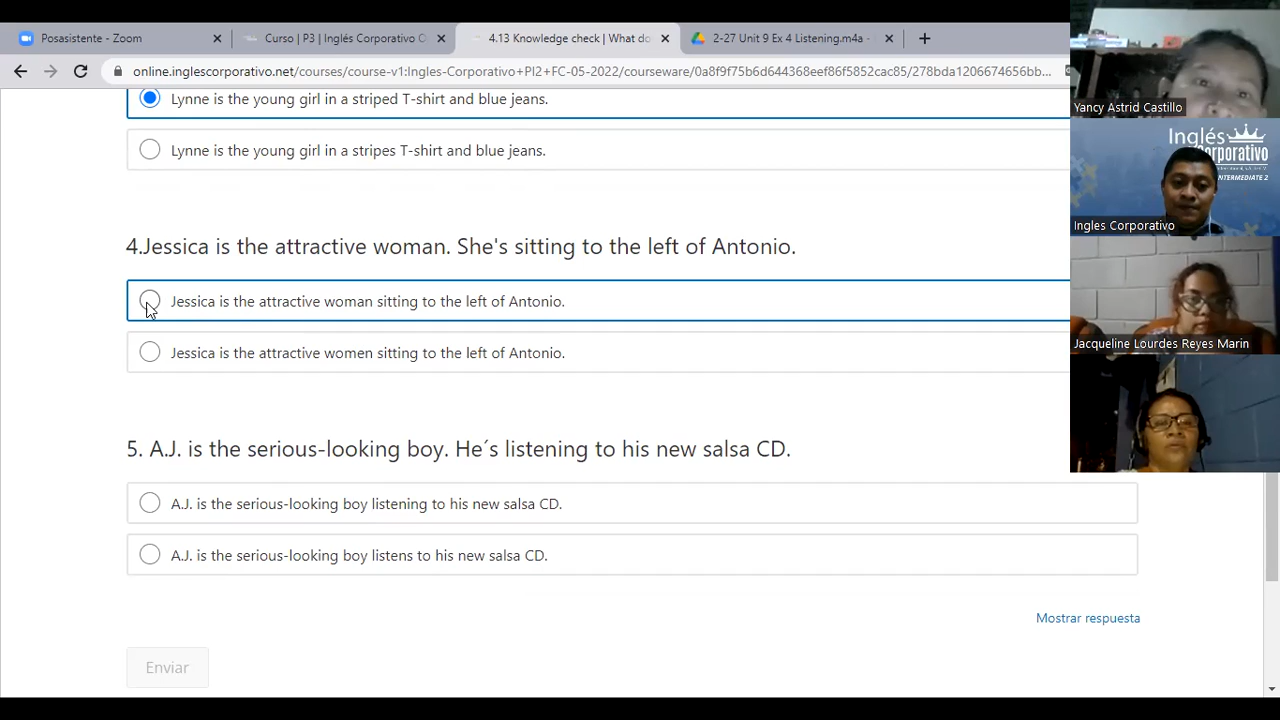 Posasistente - Zoom
Curso | P3 | Inglés Corporativo C
4.13 Knowledge check | What do
2-27 Unit 9 Ex 4 Listening.m4a -
online.inglescorporativo.net/courses/course-v1:Ingles-Corporativo+PI2+FC-05-2022/courseware/0a8f9f75b6d64436beef86f5852cac85/278bda1206574656bb...
Lynne is the young girl in a striped T-shirt and blue jeans.
Lynne is the young girl in a stripes T-shirt and blue jeans.
4.Jessica is the attractive woman. She's sitting to the left of Antonio.
Jessica is the attractive woman sitting to the left of Antonio.
Jessica is the attractive women sitting to the left of Antonio.
5. A.J. is the serious-looking boy. He´s listening to his new salsa CD.
A.J. is the serious-looking boy listening to his new salsa CD.
A.J. is the serious-looking boy listens to his new salsa CD.
Mostrar respuesta
Enviar
Yancy Astrid Castillo
Inglés
Corporativo
INTERMEDIATE 2
Ingles Corporativo
Jacqueline Lourdes Reyes Marin